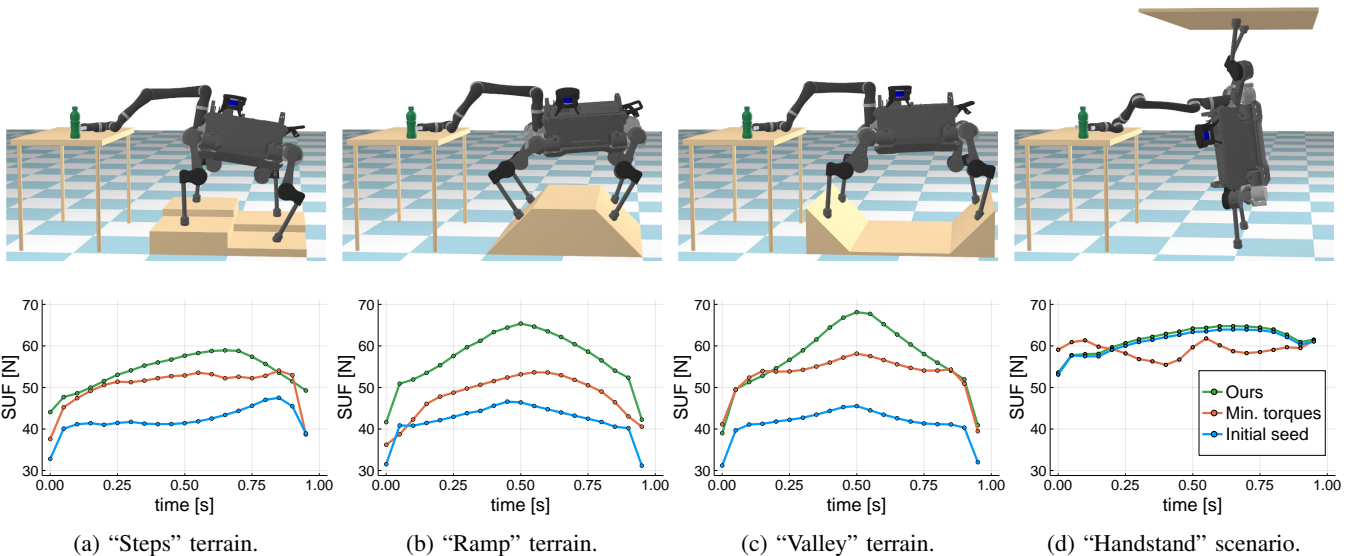 70
60
50
40
30
SUF [N]
0.00 0.25 0.50 0.75 1.00
time [s]
(a) “Steps” terrain.
70
60
50
40
30
SUF [N]
0.00 0.25 0.50 0.75 1.00
time [s]
(b) “Ramp” terrain.
70
60
50
40
30
SUF [N]
0.00 0.25 0.50 0.75 1.00
time [s]
(c) “Valley” terrain.
70
60
50
40
30
SUF [N]
Ours
Min. torques
Initial seed
0.00 0.25 0.50 0.75 1.00
time [s]
(d) “Handstand” scenario.